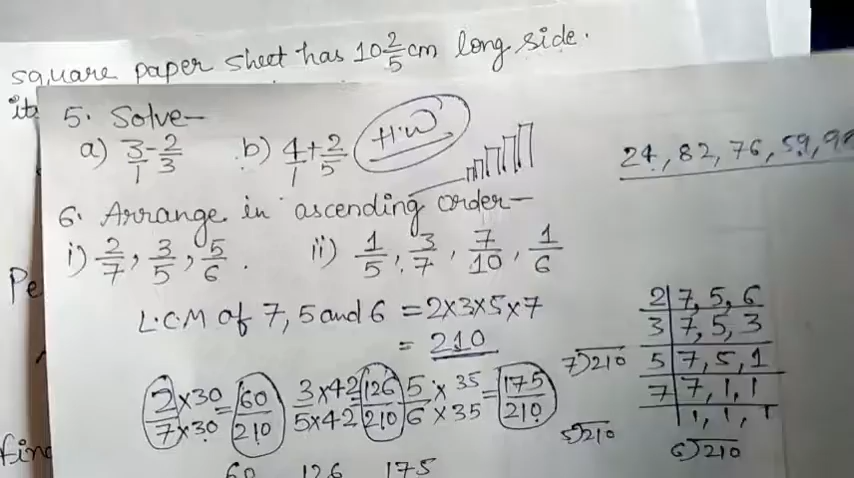 square paper sheet has 10 2/5 cm long side.
its
5. Solve-
a) 3/1 - 2/3 b) 4/1 + 2/5 H.W
24, 82, 76, 59, 98
6. Arrange in ascending order-
i) 2/7, 3/5, 5/6. ii) 1/5, 3/7, 7/10, 1/6
Pe
L.C.M of 7, 5 and 6 = 2×3×5×7
= 210
2|7, 5, 6
3|7, 5, 3
5|7, 5, 1
7|7, 1, 1
1, 1, 1
7)210
2×30/7×30 = 60/210 3×42/5×42 = 126/210 5×35/6×35 = 175/210
5)210
6)210
find
60 126 175